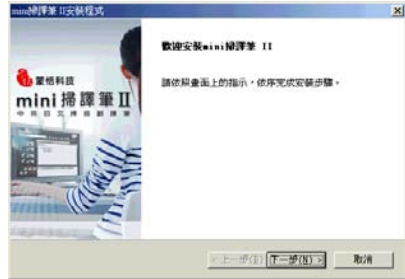 mini掃譯筆 II安裝程式
歡迎安裝mini掃譯筆 II
請依照畫面上的指示，依序完成安裝步驟。
蒙恬科技
mini 掃譯筆 II
< 上一步(B)
下一步(N) >
取消